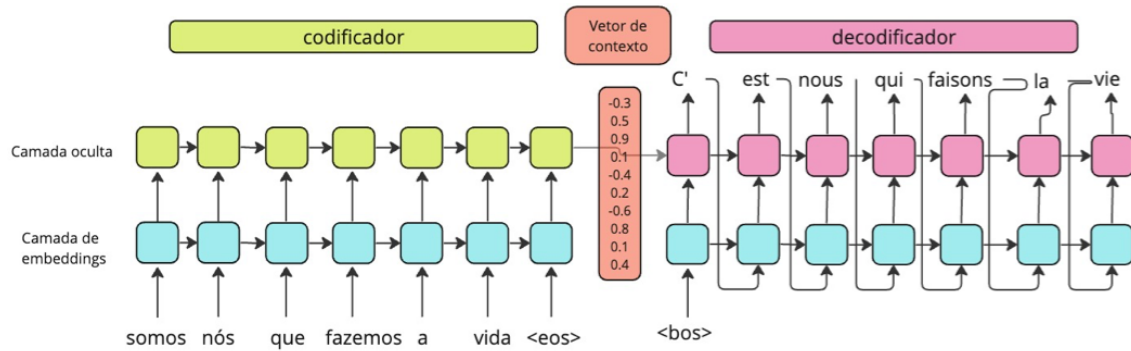 codificador
Vetor de
contexto
decodificador
C' est nous qui faisons la vie
Camada oculta
-0.3
0.5
0.9
0.1
-0.4
0.2
-0.6
0.8
0.1
0.4
Camada de
embeddings
somos nós que fazemos a vida <eos>
<bos>